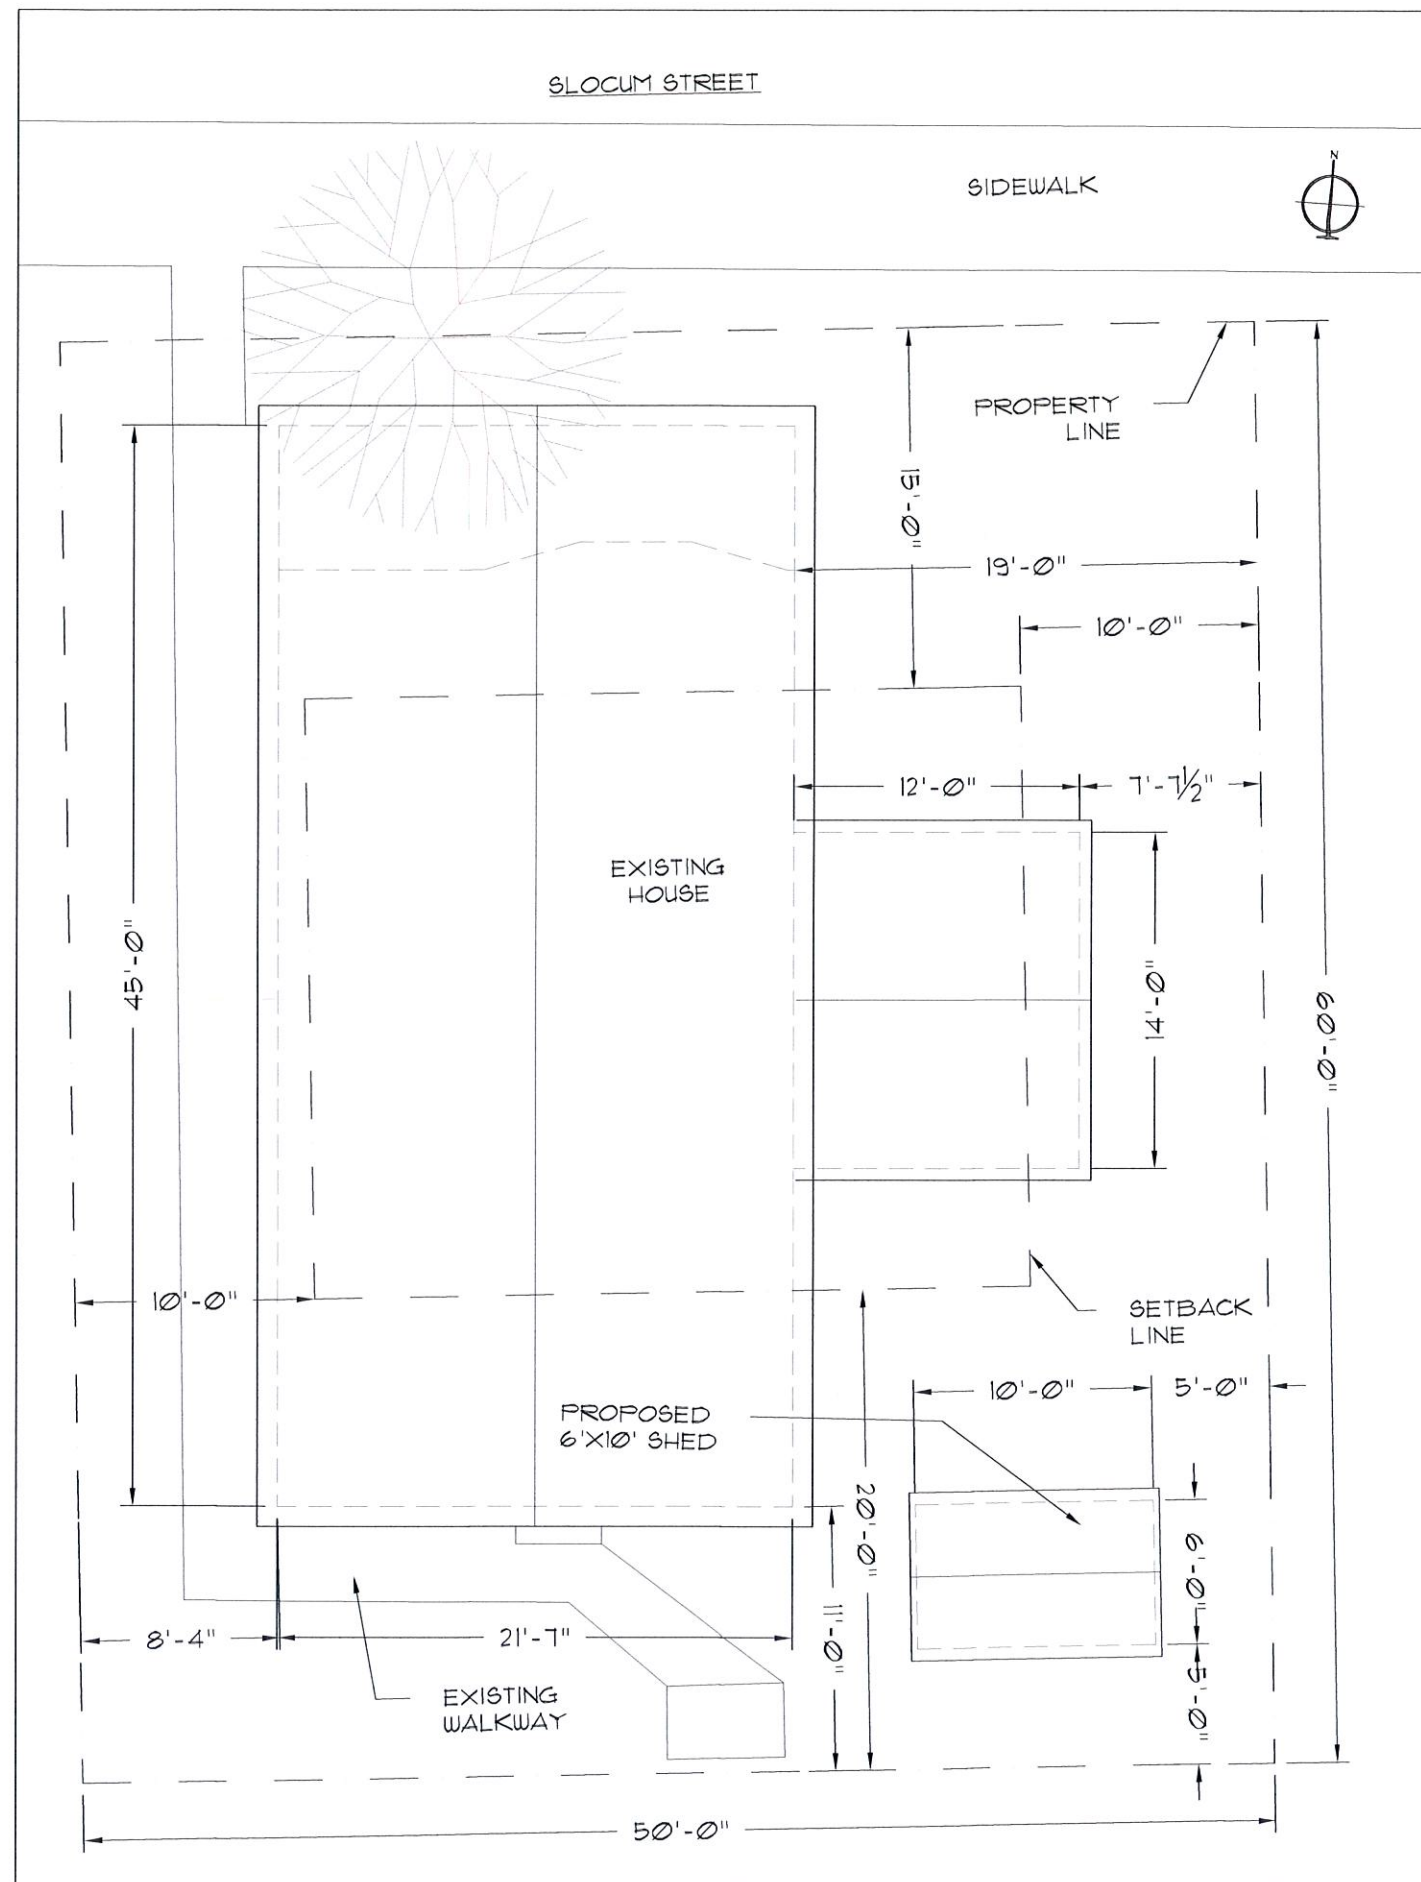 SLOCUM STREET
SIDEWALK
N
PROPERTY
LINE
15'-0"
19'-0"
10'-0"
12'-0"
7'-7½"
EXISTING
HOUSE
45'-0"
14'-0"
60'-0"
10'-0"
SETBACK
LINE
10'-0"
5'-0"
PROPOSED
6'X10' SHED
20'-0"
6'-0"
11'-0"
8'-4"
21'-7"
5'-0"
EXISTING
WALKWAY
50'-0"